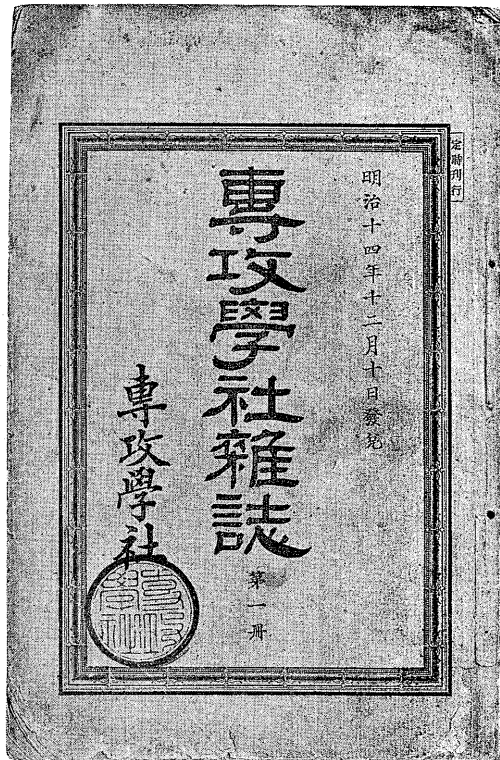 定時刊行
明治十四年十二月十日發兌
專攻學社雜誌
第一冊
專攻學社